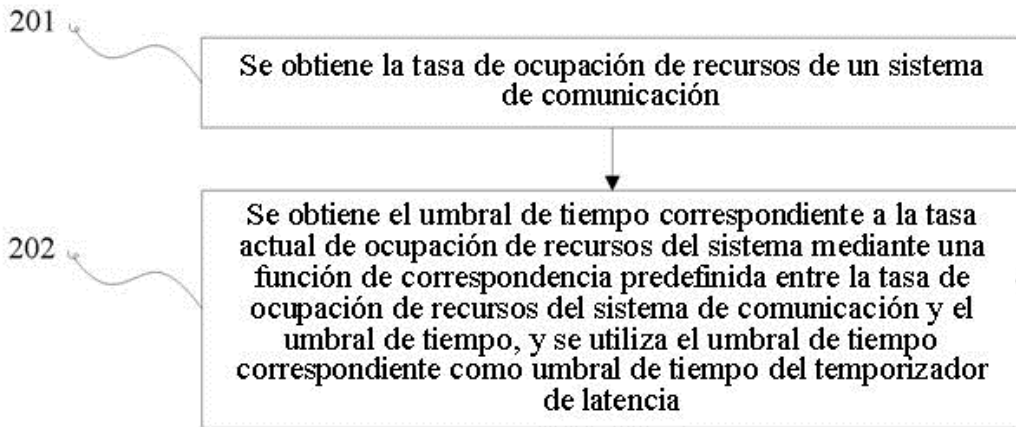 201
Se obtiene la tasa de ocupación de recursos de un sistema
de comunicación
202
Se obtiene el umbral de tiempo correspondiente a la tasa
actual de ocupación de recursos del sistema mediante una
función de correspondencia predefinida entre la tasa de
ocupación de recursos del sistema de comunicación y el
umbral de tiempo, y se utiliza el umbral de tiempo
correspondiente como umbral de tiempo del temporizador
de latencia